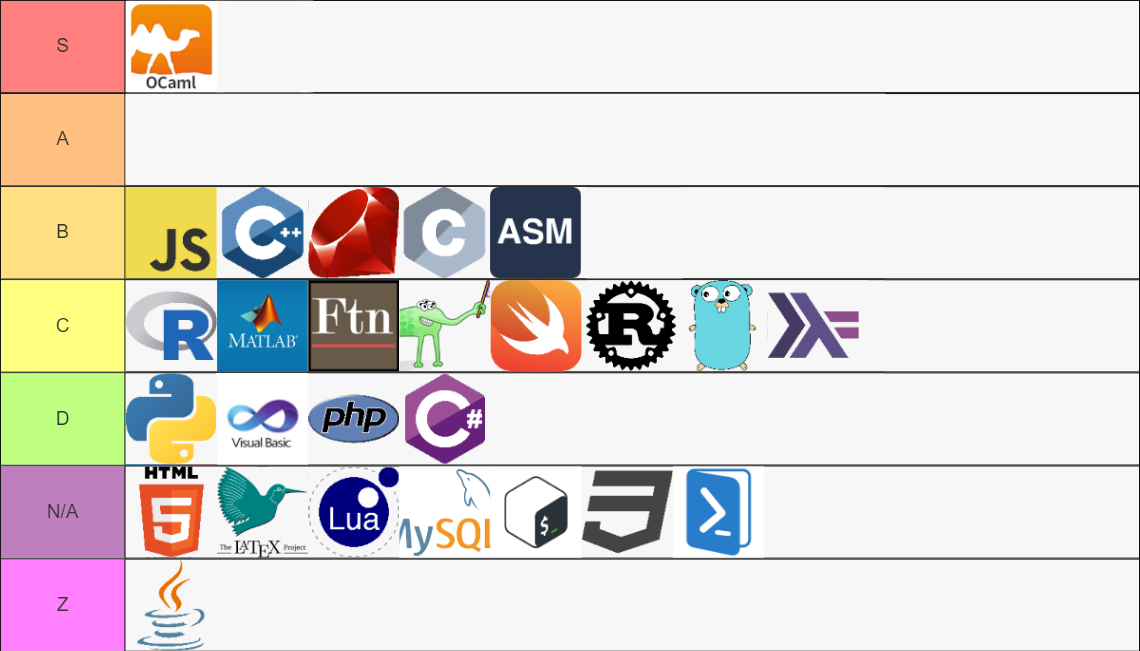 S
OCaml
A
B
JS
C++
C
ASM
C
R
MATLAB®
Ftn
R
D
Visual Basic
php
C#
N/A
HTML
5
The LATEX Project
Lua
MySQL
$_
3
Z